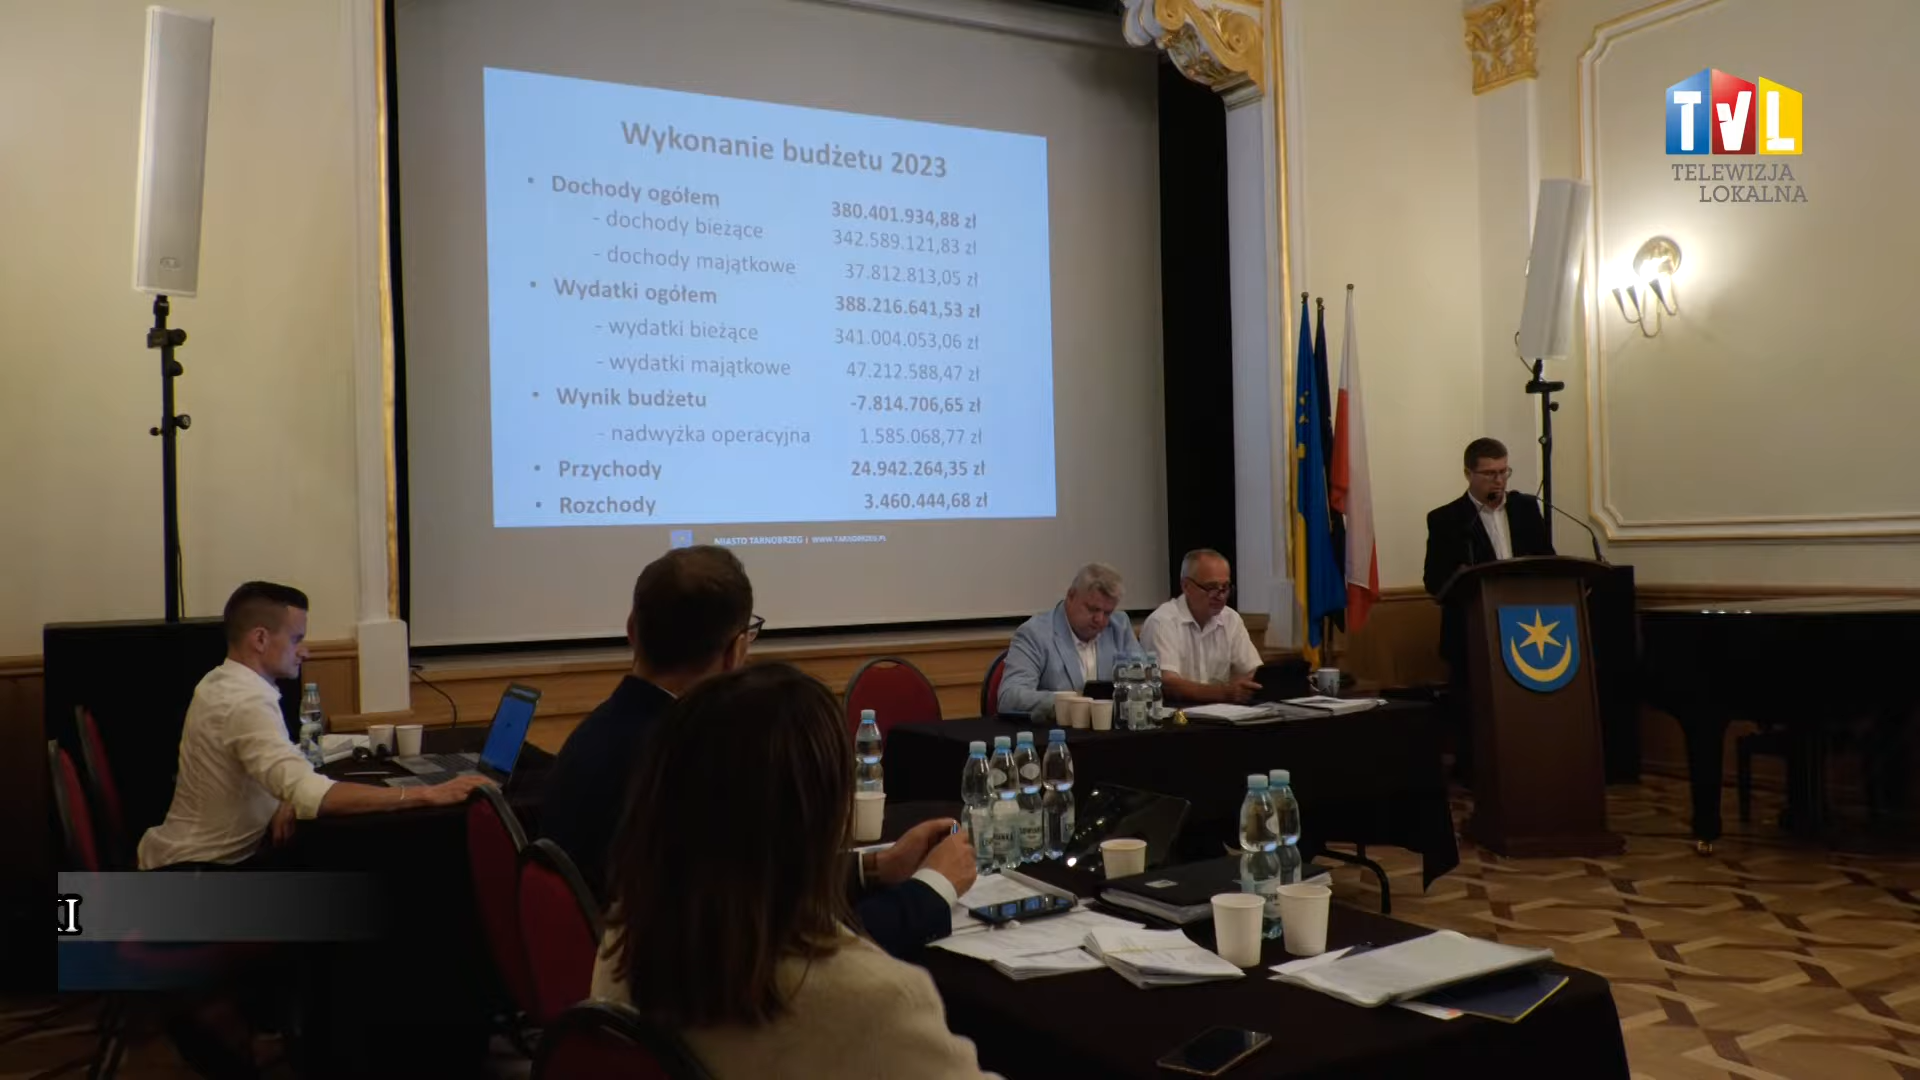 Wykonanie budżetu 2023
• Dochody ogółem 380.401.934,88 zł
- dochody bieżące 342.589.121,83 zł
- dochody majątkowe 37.812.813,05 zł
• Wydatki ogółem 388.216.641,53 zł
- wydatki bieżące 341.004.053,06 zł
- wydatki majątkowe 47.212.588,47 zł
• Wynik budżetu -7.814.706,65 zł
- nadwyżka operacyjna 1.585.068,77 zł
• Przychody 24.942.264,35 zł
• Rozchody 3.460.444,68 zł
MIASTO TARNOBRZEG | WWW.TARNOBRZEG.PL
TVL
TELEWIZJA
LOKALNA
KI